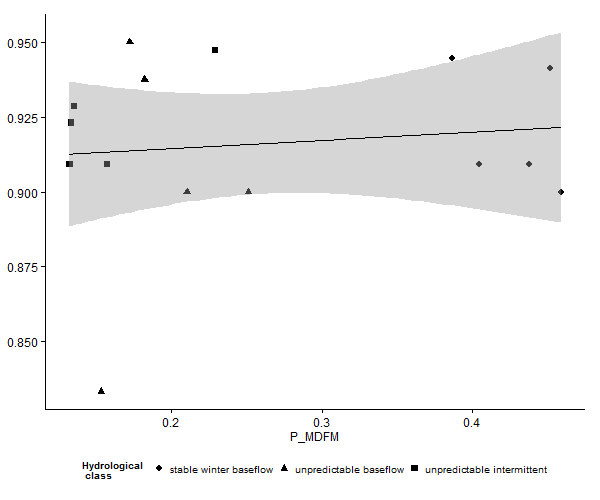 0.950
0.925
0.900
0.875
0.850
0.2 0.3 0.4
P_MDFM
Hydrological
class
stable winter baseflow unpredictable baseflow unpredictable intermittent